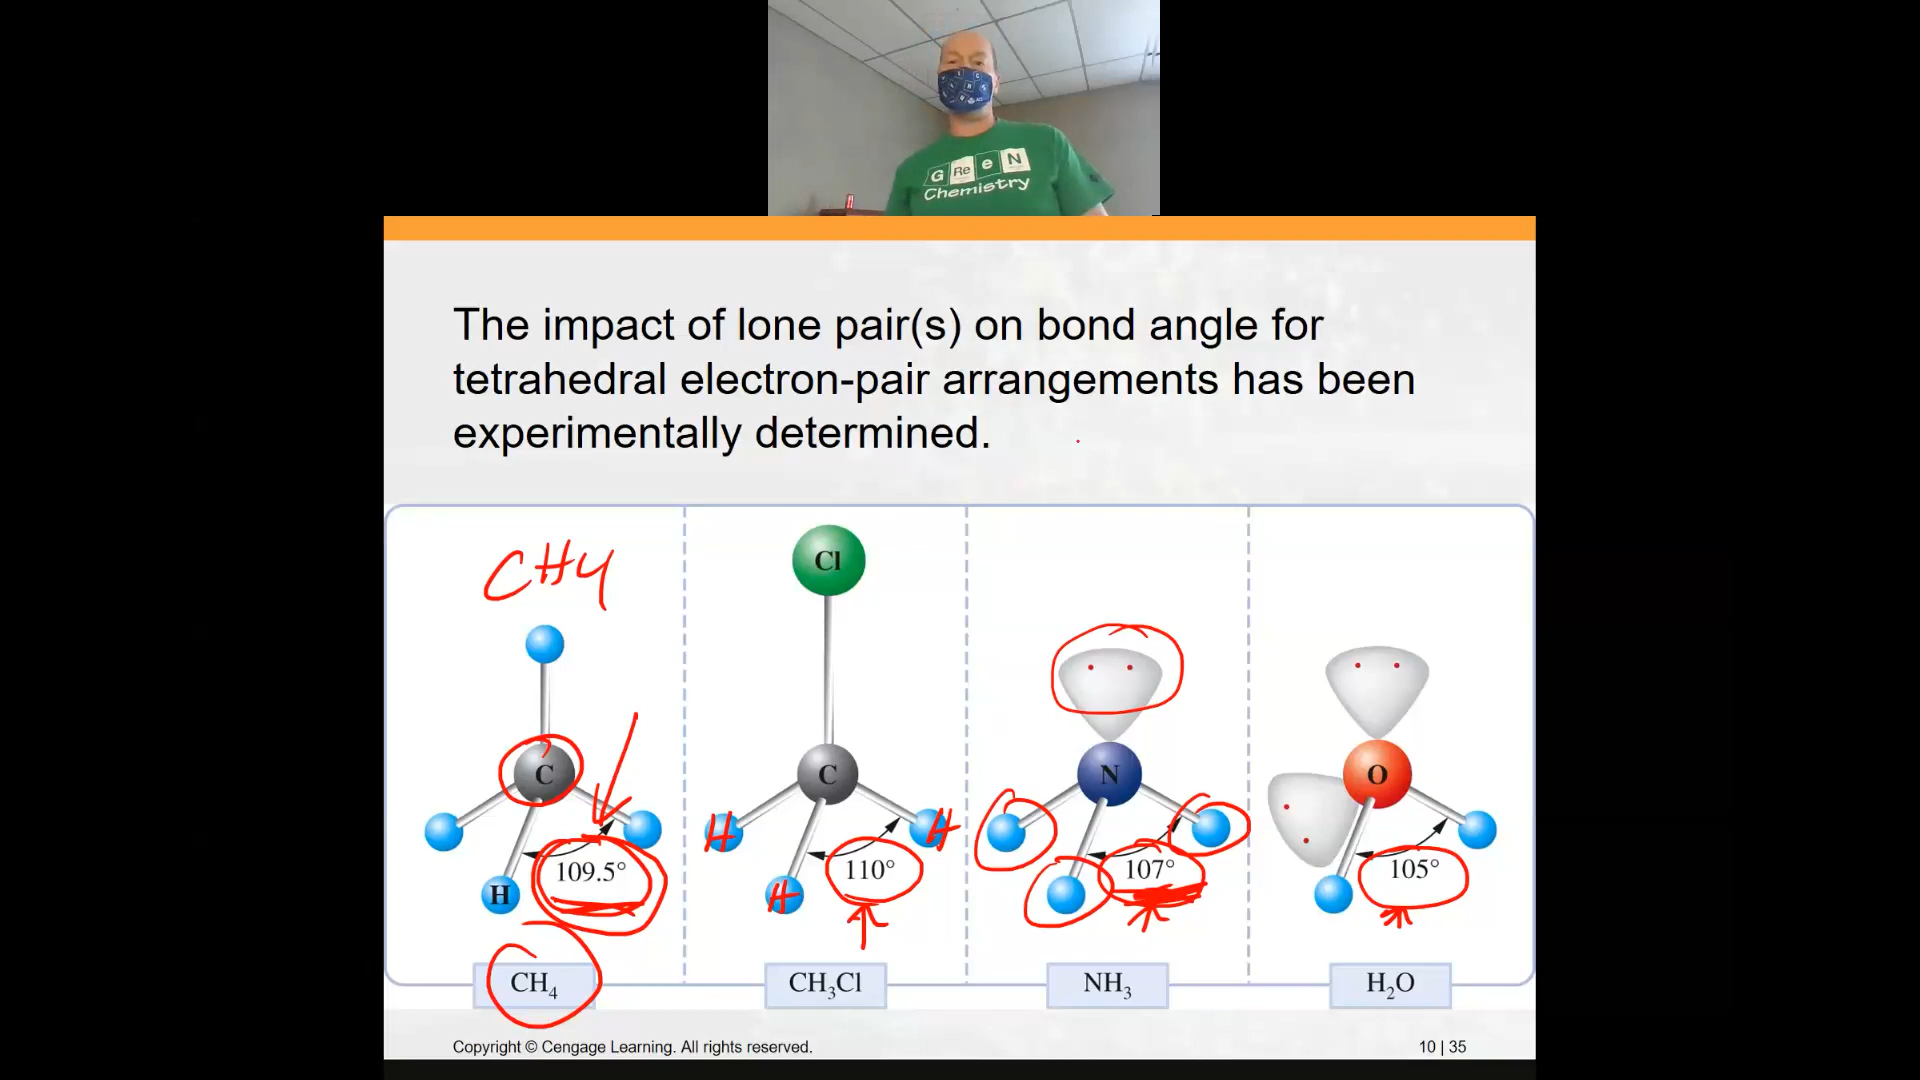 G Re e N
Chemistry
The impact of lone pair(s) on bond angle for
tetrahedral electron-pair arrangements has been
experimentally determined.
CH4
C
H
109.5°
CH₄
Cl
C
H
H
H
110°
CH₃Cl
N
107°
NH₃
O
105°
H₂O
Copyright © Cengage Learning. All rights reserved.
10 | 35